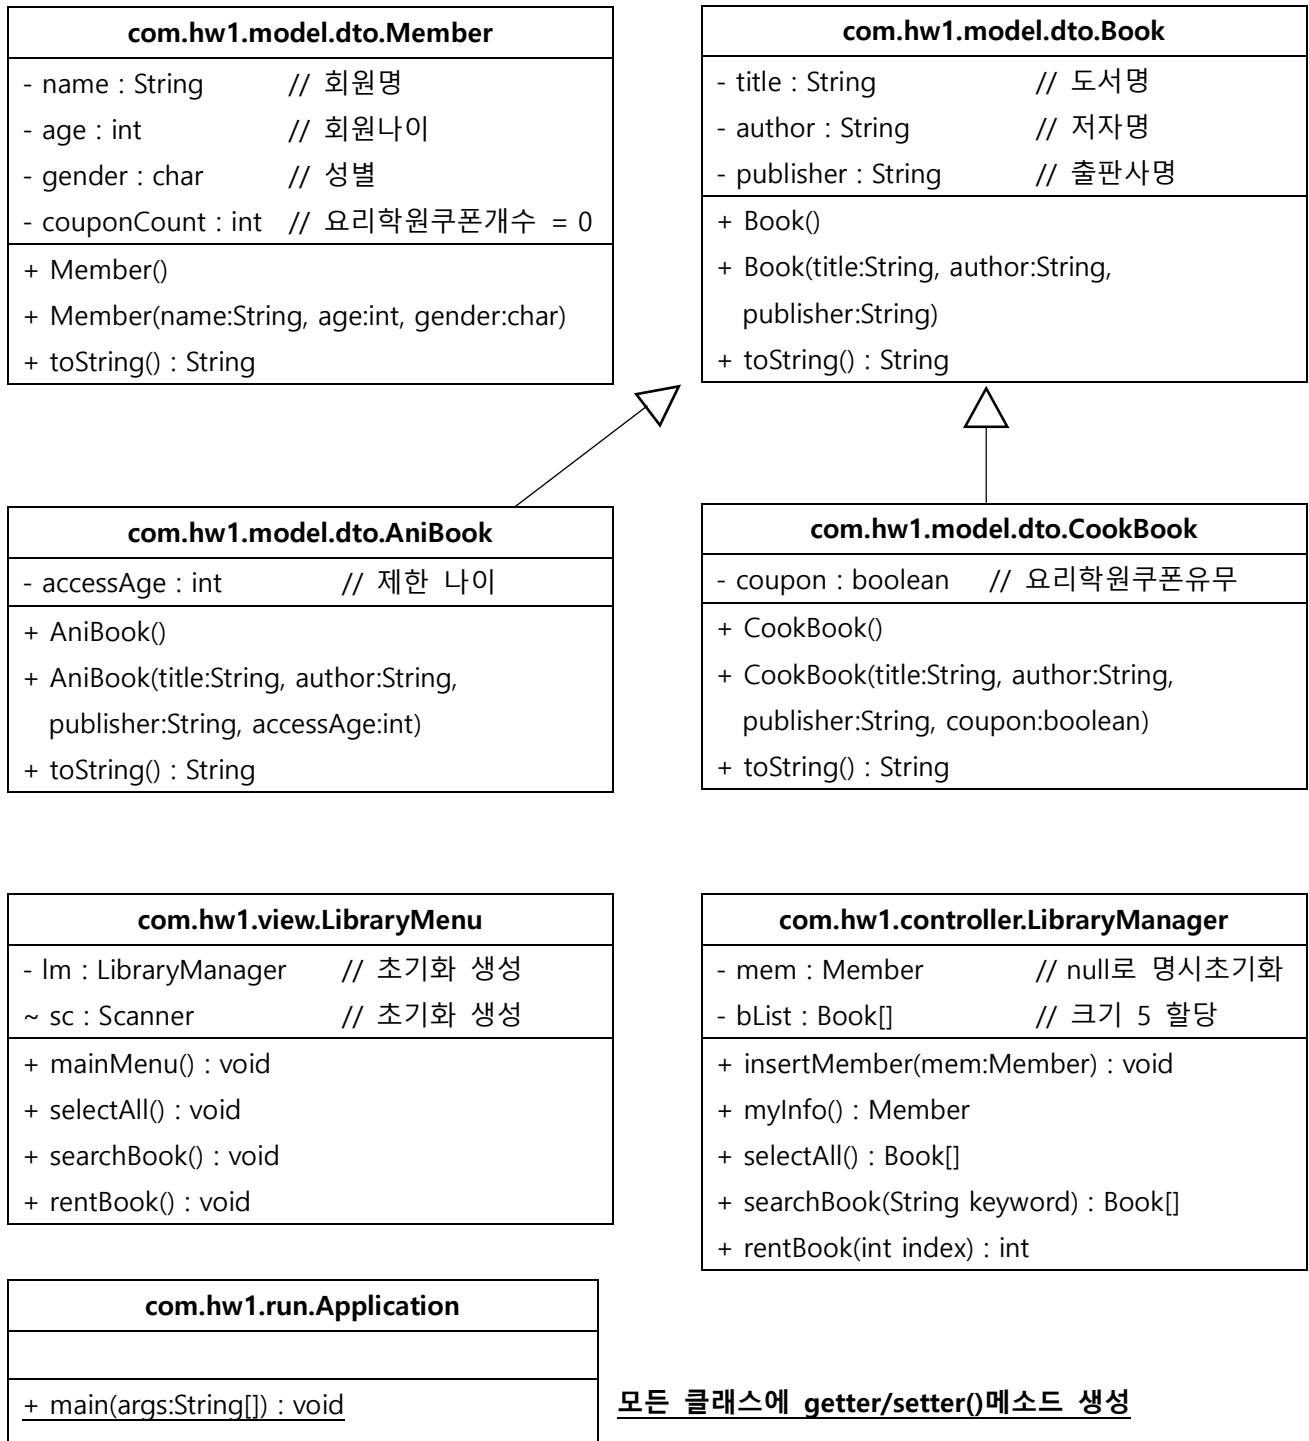 com.hw1.model.dto.Member
- name : String // 회원명
- age : int // 회원나이
- gender : char // 성별
- couponCount : int // 요리학원쿠폰개수 = 0
+ Member()
+ Member(name:String, age:int, gender:char)
+ toString() : String
com.hw1.model.dto.Book
- title : String // 도서명
- author : String // 저자명
- publisher : String // 출판사명
+ Book()
+ Book(title:String, author:String,
publisher:String)
+ toString() : String
com.hw1.model.dto.AniBook
- accessAge : int // 제한 나이
+ AniBook()
+ AniBook(title:String, author:String,
publisher:String, accessAge:int)
+ toString() : String
com.hw1.model.dto.CookBook
- coupon : boolean // 요리학원쿠폰유무
+ CookBook()
+ CookBook(title:String, author:String,
publisher:String, coupon:boolean)
+ toString() : String
com.hw1.view.LibraryMenu
- lm : LibraryManager // 초기화 생성
~ sc : Scanner // 초기화 생성
+ mainMenu() : void
+ selectAll() : void
+ searchBook() : void
+ rentBook() : void
com.hw1.controller.LibraryManager
- mem : Member // null로 명시초기화
- bList : Book[] // 크기 5 할당
+ insertMember(mem:Member) : void
+ myInfo() : Member
+ selectAll() : Book[]
+ searchBook(String keyword) : Book[]
+ rentBook(int index) : int
com.hw1.run.Application
+ main(args:String[]) : void
모든 클래스에 getter/setter()메소드 생성